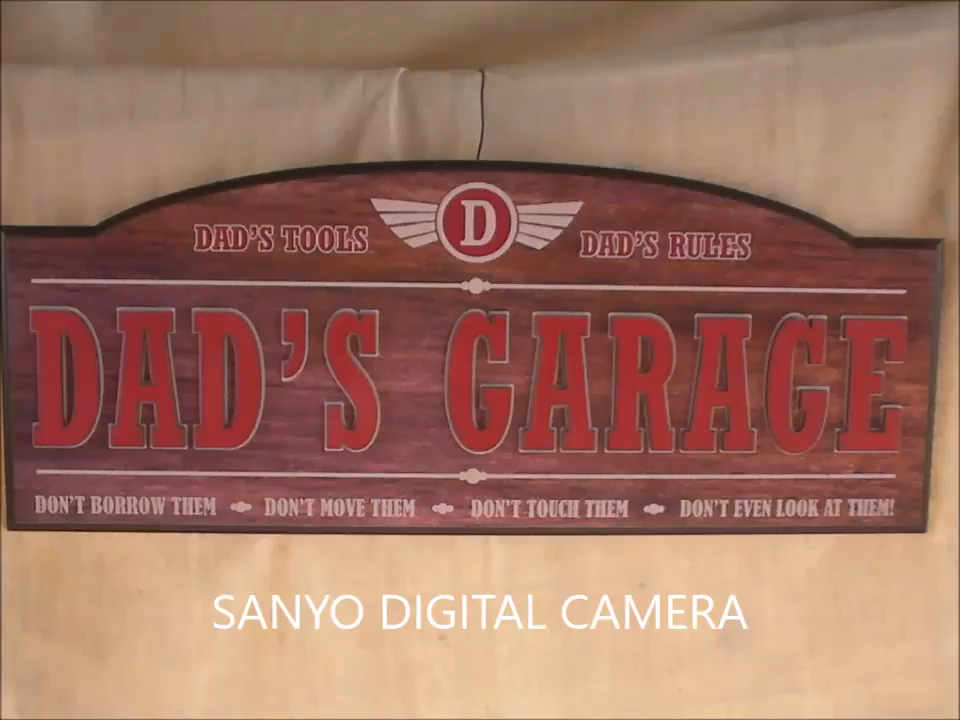 DAD'S TOOLS D DAD'S RULES
DAD'S GARAGE
DON'T BORROW THEM DON'T MOVE THEM DON'T TOUCH THEM DON'T EVEN LOOK AT THEM!
SANYO DIGITAL CAMERA